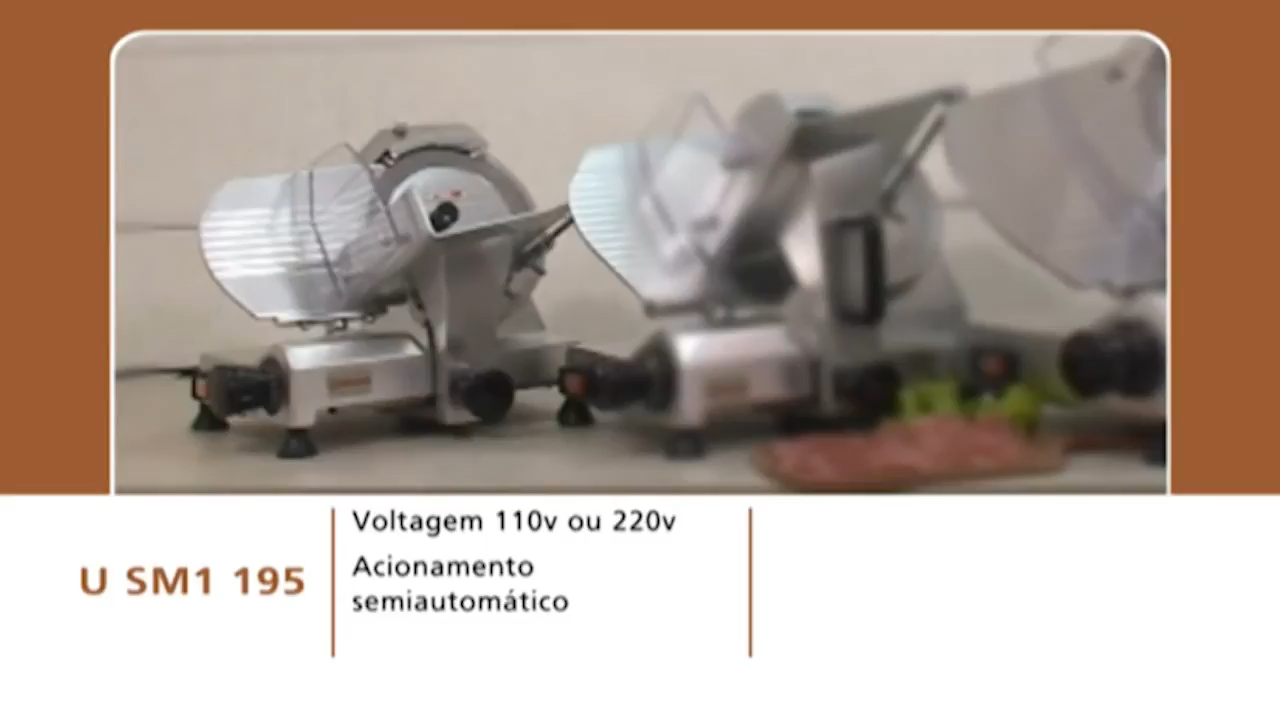 U SM1 195
Voltagem 110v ou 220v
Acionamento
semiautomático